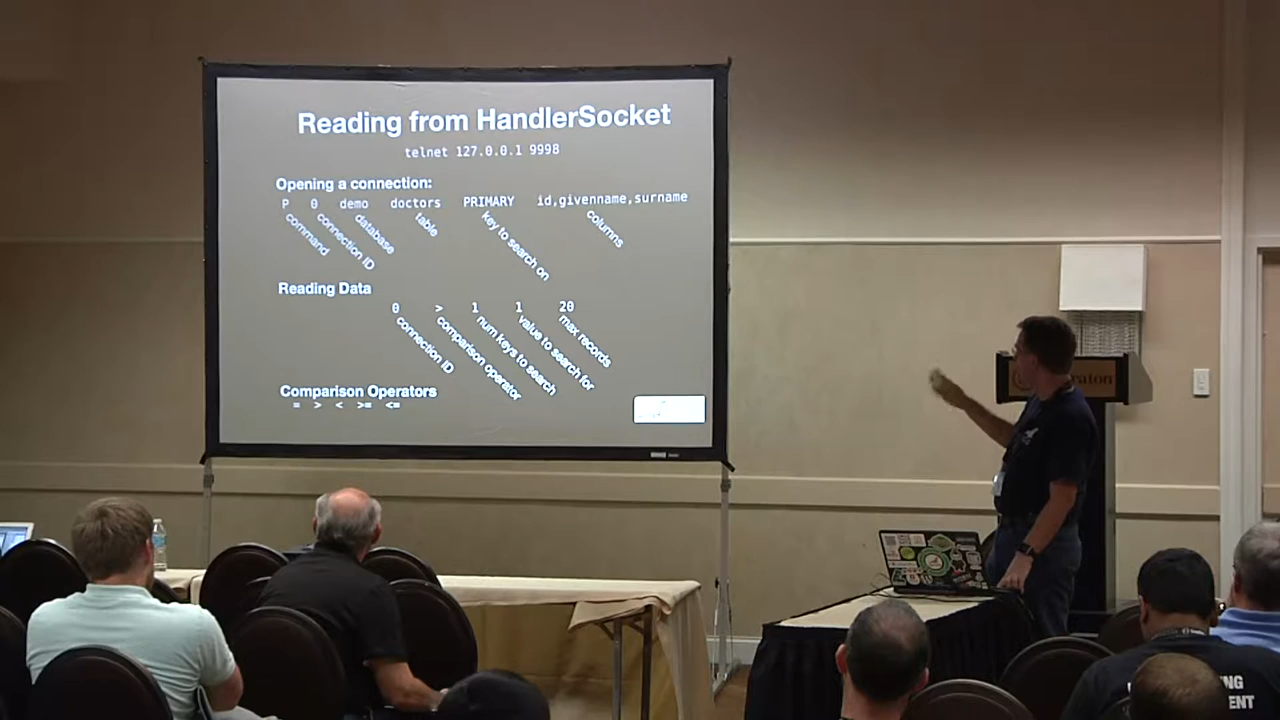 Reading from HandlerSocket
telnet 127.0.0.1 9998
Opening a connection:
P 0 demo doctors PRIMARY id,givenname,surname
command connection ID database table key to search on columns
Reading Data
0 > 1 1 20
connection ID comparison operator num keys to search value to search for max records
Comparison Operators
= > < >= <=